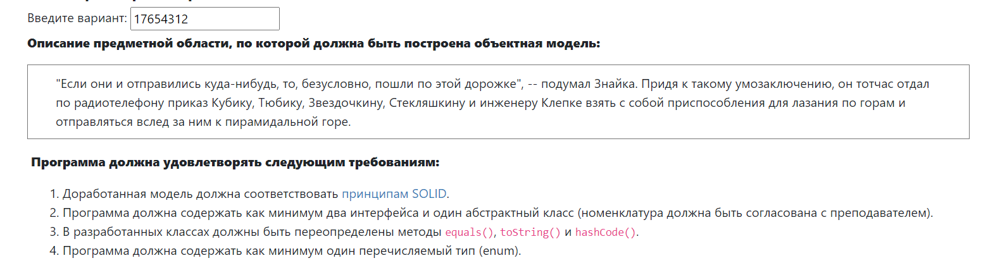 Введите вариант: 17654312
Описание предметной области, по которой должна быть построена объектная модель:
"Если они и отправились куда-нибудь, то, безусловно, пошли по этой дорожке", -- подумал Знайка. Придя к такому умозаключению, он тотчас отдал
по радиотелефону приказ Кубику, Тюбику, Звездочкину, Стекляшкину и инженеру Клепке взять с собой приспособления для лазания по горам и
отправляться вслед за ним к пирамидальной горе.
Программа должна удовлетворять следующим требованиям:
1. Доработанная модель должна соответствовать принципам SOLID.
2. Программа должна содержать как минимум два интерфейса и один абстрактный класс (номенклатура должна быть согласована с преподавателем).
3. В разработанных классах должны быть переопределены методы equals(), toString() и hashCode().
4. Программа должна содержать как минимум один перечисляемый тип (enum).